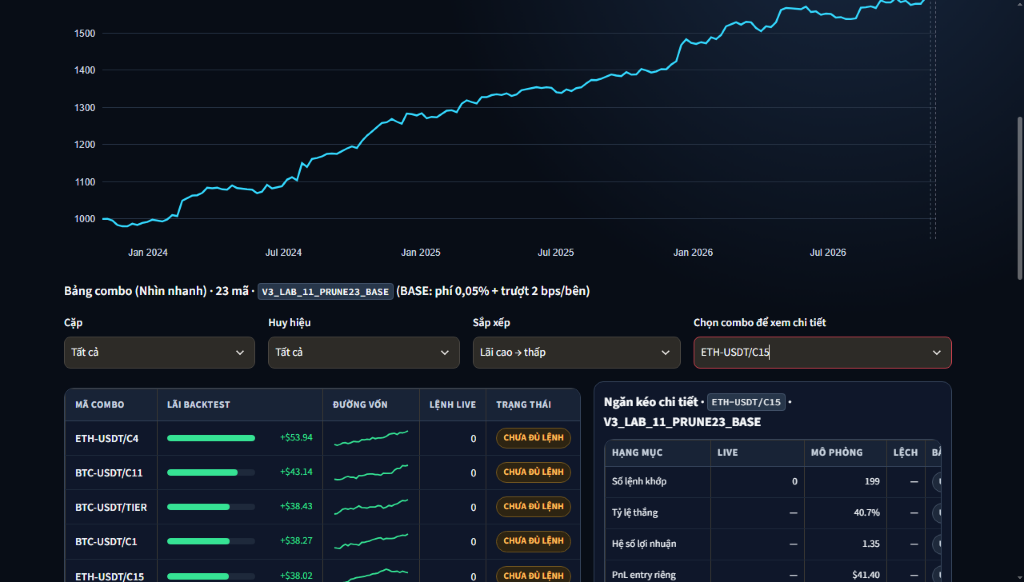 1500
1400
1300
1200
1100
1000
Jan 2024 Jul 2024 Jan 2025 Jul 2025 Jan 2026 Jul 2026
Bảng combo (Nhìn nhanh) · 23 mã · V3_LAB_11_PRUNE23_BASE (BASE: phí 0,05% + trượt 2 bps/bên)
Cặp Huy hiệu Sắp xếp Chọn combo để xem chi tiết
Tất cả Tất cả Lãi cao → thấp ETH-USDT/C15
MÃ COMBO LÃI BACKTEST ĐƯỜNG VỐN LỆNH LIVE TRẠNG THÁI
ETH-USDT/C4 +$53.94 0 CHƯA ĐỦ LỆNH
BTC-USDT/C11 +$43.14 0 CHƯA ĐỦ LỆNH
BTC-USDT/TIER +$38.43 0 CHƯA ĐỦ LỆNH
BTC-USDT/C1 +$38.27 0 CHƯA ĐỦ LỆNH
ETH-USDT/C15 +$38.02 0 CHƯA ĐỦ LỆNH
Ngăn kéo chi tiết · ETH-USDT/C15 ·
V3_LAB_11_PRUNE23_BASE
HẠNG MỤC LIVE MÔ PHỎNG LỆCH
Số lệnh khớp 0 199 —
Tỷ lệ thắng — 40.7% —
Hệ số lợi nhuận — 1.35 —
PnL entry riêng — $41.40 —